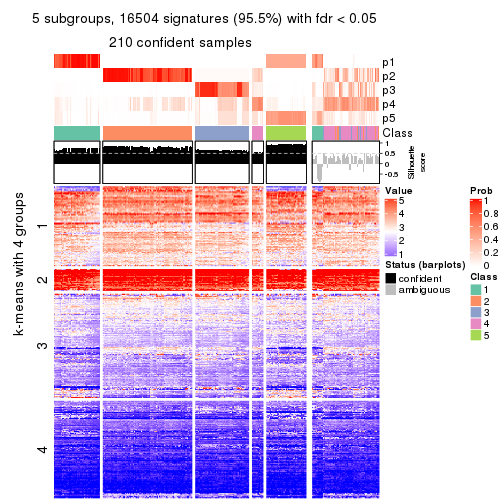 5 subgroups, 16504 signatures (95.5%) with fdr < 0.05
210 confident samples
p1
p2
p3
p4
p5
Class
1
0.5
0
-0.5
Silhouette
score
k-means with 4 groups
1
2
3
4
Value
5
4
3
2
1
Status (barplots)
confident
ambiguous
Prob
1
0.8
0.6
0.4
0.2
0
Class
1
2
3
4
5